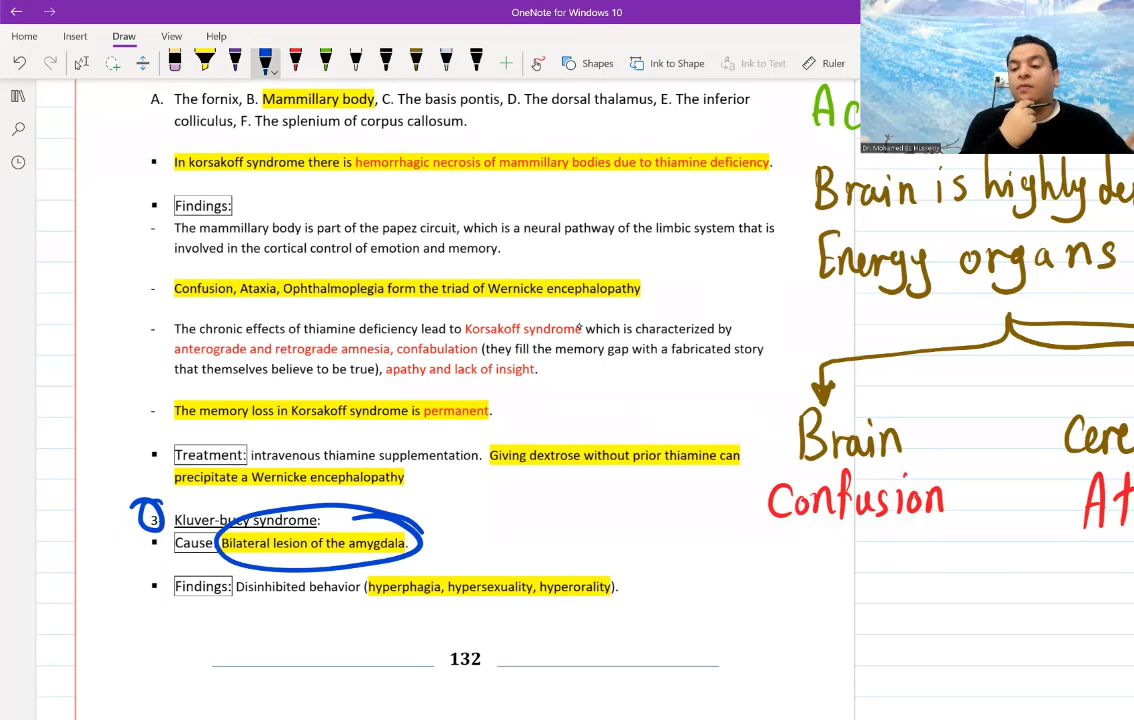 OneNote for Windows 10
Home Insert Draw View Help
Shapes Ink to Shape Ink to Text Ruler
A. The fornix, B. Mammillary body, C. The basis pontis, D. The dorsal thalamus, E. The inferior
colliculus, F. The splenium of corpus callosum.
▪ In korsakoff syndrome there is hemorrhagic necrosis of mammillary bodies due to thiamine deficiency.
▪ Findings:
- The mammillary body is part of the papez circuit, which is a neural pathway of the limbic system that is
involved in the cortical control of emotion and memory.
- Confusion, Ataxia, Ophthalmoplegia form the triad of Wernicke encephalopathy
- The chronic effects of thiamine deficiency lead to Korsakoff syndrome which is characterized by
anterograde and retrograde amnesia, confabulation (they fill the memory gap with a fabricated story
that themselves believe to be true), apathy and lack of insight.
- The memory loss in Korsakoff syndrome is permanent.
▪ Treatment: intravenous thiamine supplementation. Giving dextrose without prior thiamine can
precipitate a Wernicke encephalopathy
3- Kluver-bucy syndrome:
▪ Cause: Bilateral lesion of the amygdala.
▪ Findings: Disinhibited behavior (hyperphagia, hypersexuality, hyperorality).
132
Dr. Mohamed EL Husseiny
Ac
Brain is highly de
Energy organs
Brain
Cere
Confusion
At